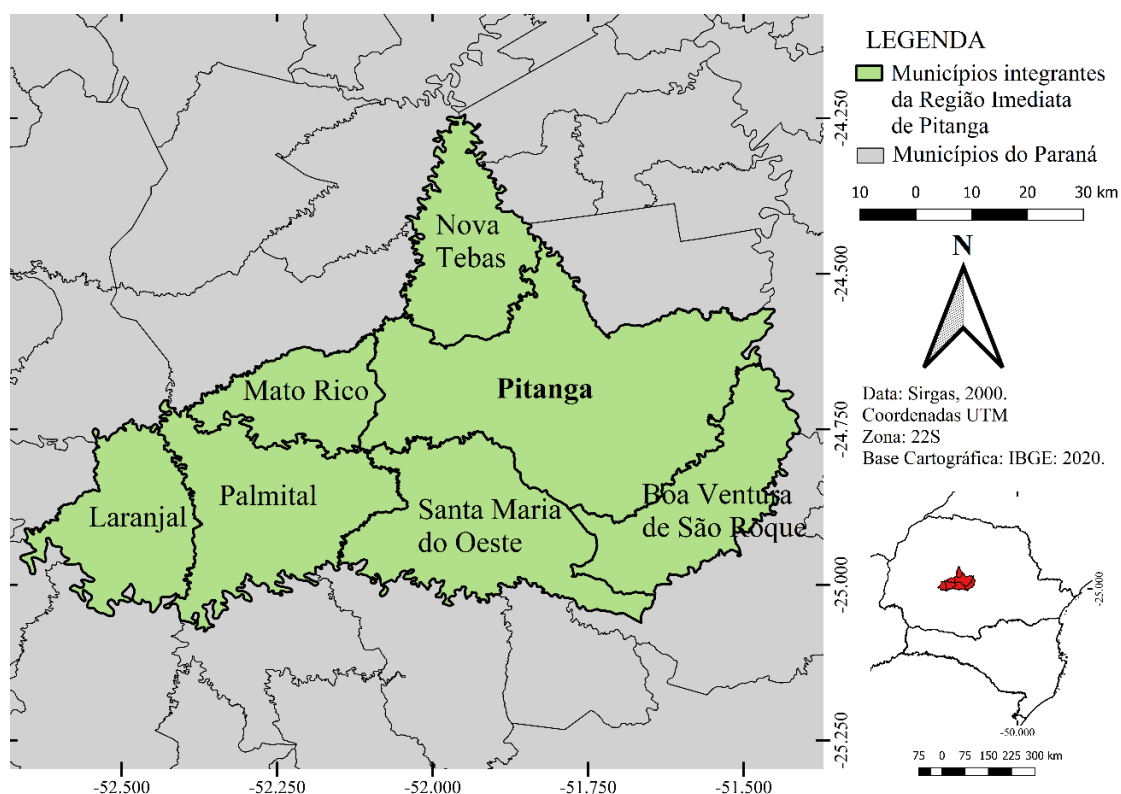 LEGENDA
Municípios integrantes
da Região Imediata
de Pitanga
Municípios do Paraná
10 0 10 20 30 km
N
Nova
Tebas
Mato Rico
Pitanga
Laranjal
Palmital
Santa Maria
do Oeste
Boa Ventura
de São Roque
Data: Sirgas, 2000.
Coordenadas UTM
Zona: 22S
Base Cartográfica: IBGE: 2020.
-24.250
-24.500
-24.750
-25.000
-25.250
-52.500 -52.250 -52.000 -51.750 -51.500
-25.000
-50.000
75 0 75 150 225 300 km